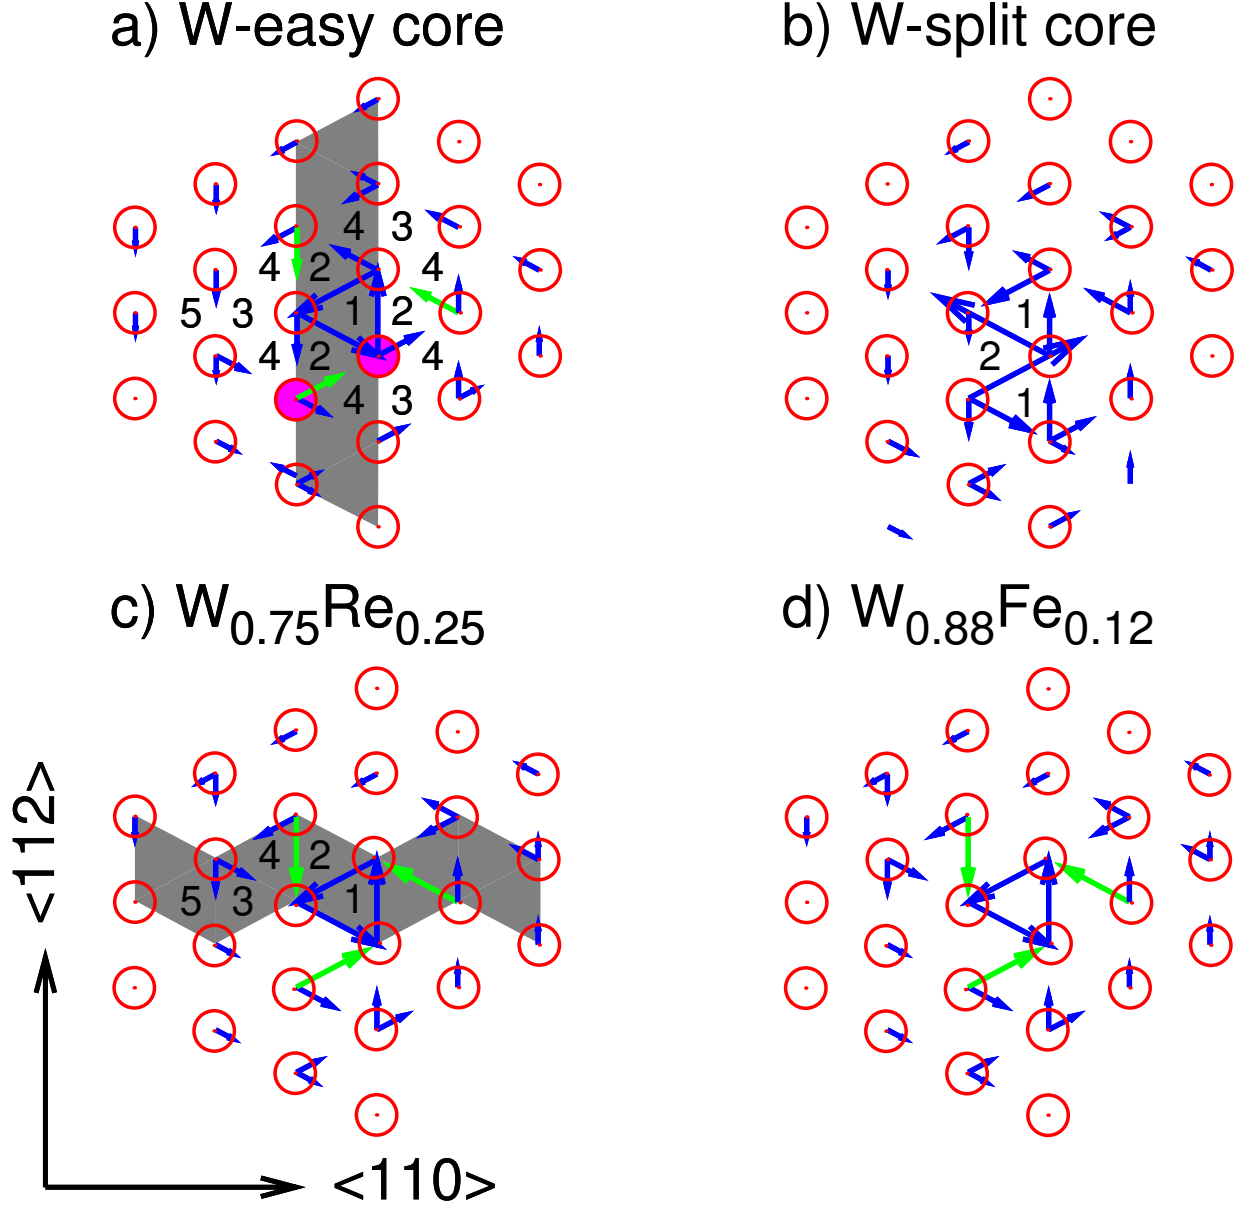 a) W-easy core
b) W-split core
4 3
4 2 4
5 3 1 2
4 2 4
4 3
1
2
1
c) W0.75Re0.25
d) W0.88Fe0.12
4 2
5 3 1
<112>
<110>